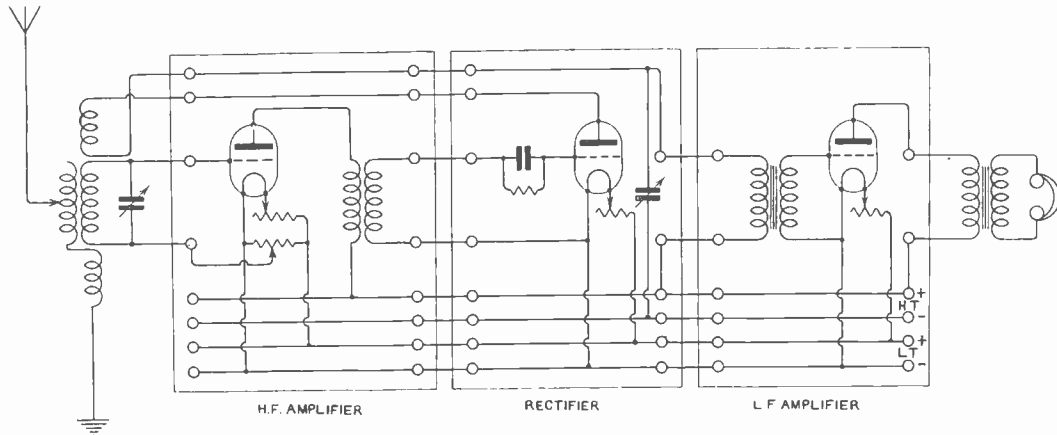 +
HT
-
+
LT
-
H.F. AMPLIFIER
RECTIFIER
L F AMPLIFIER